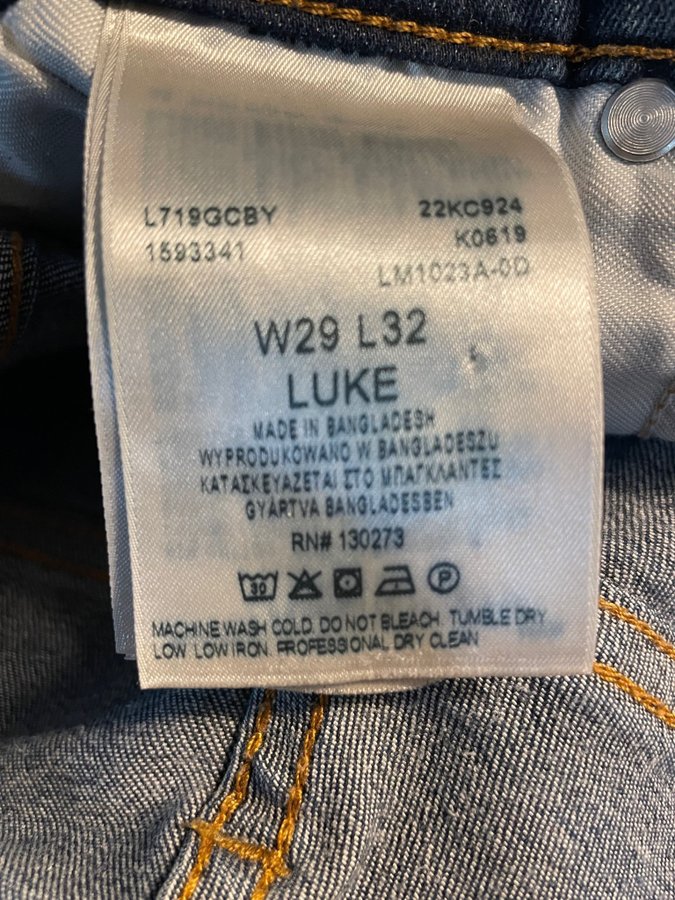 L719GCBY
1593341
22KC924
K0619
LM1023A-0D
W29 L32
LUKE
MADE IN BANGLADESH
WYPRODUKOWANO W BANGLADESZU
ΚΑΤΑΣΚΕΥΑΖΕΤΑΙ ΣΤΟ ΜΠΑΓΚΛΑΝΤΕΣ
GYÁRTVA BANGLADESBEN
RN# 130273
30 P
MACHINE WASH COLD. DO NOT BLEACH. TUMBLE DRY
LOW. LOW IRON. PROFESSIONAL DRY CLEAN